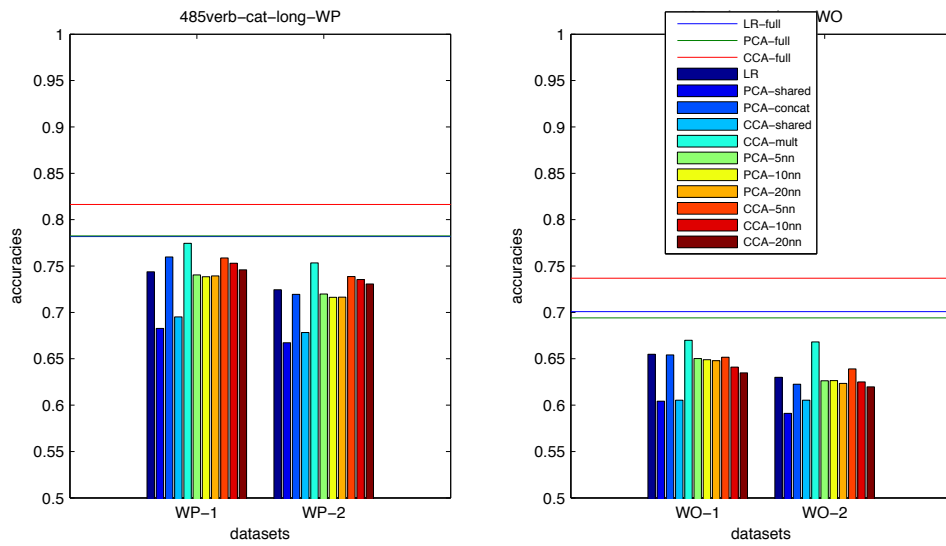 485verb-cat-long-WP
1
0.95
0.9
0.85
0.8
0.75
0.7
0.65
0.6
0.55
0.5
accuracies
WP-1
WP-2
datasets
WO
1
0.95
0.9
0.85
0.8
0.75
0.7
0.65
0.6
0.55
0.5
accuracies
WO-1
WO-2
datasets
LR-full
PCA-full
CCA-full
LR
PCA-shared
PCA-concat
CCA-shared
CCA-mult
PCA-5nn
PCA-10nn
PCA-20nn
CCA-5nn
CCA-10nn
CCA-20nn